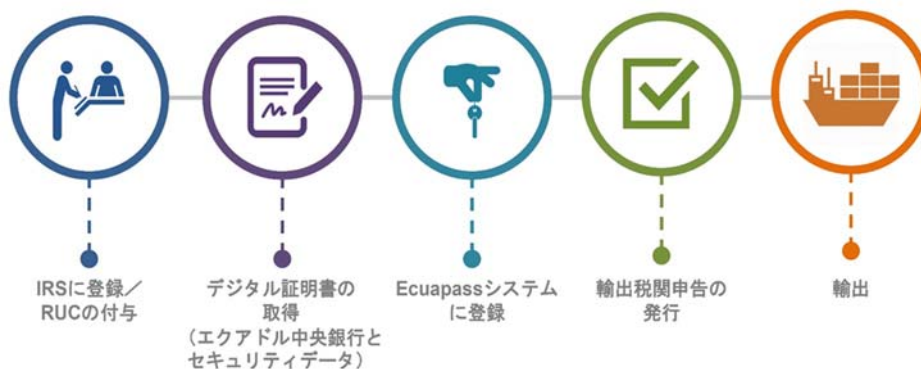 IRSに登録／
RUCの付与
デジタル証明書の
取得
（エクアドル中央銀行と
セキュリティデータ）
Ecuapassシステム
に登録
輸出税関申告の
発行
輸出